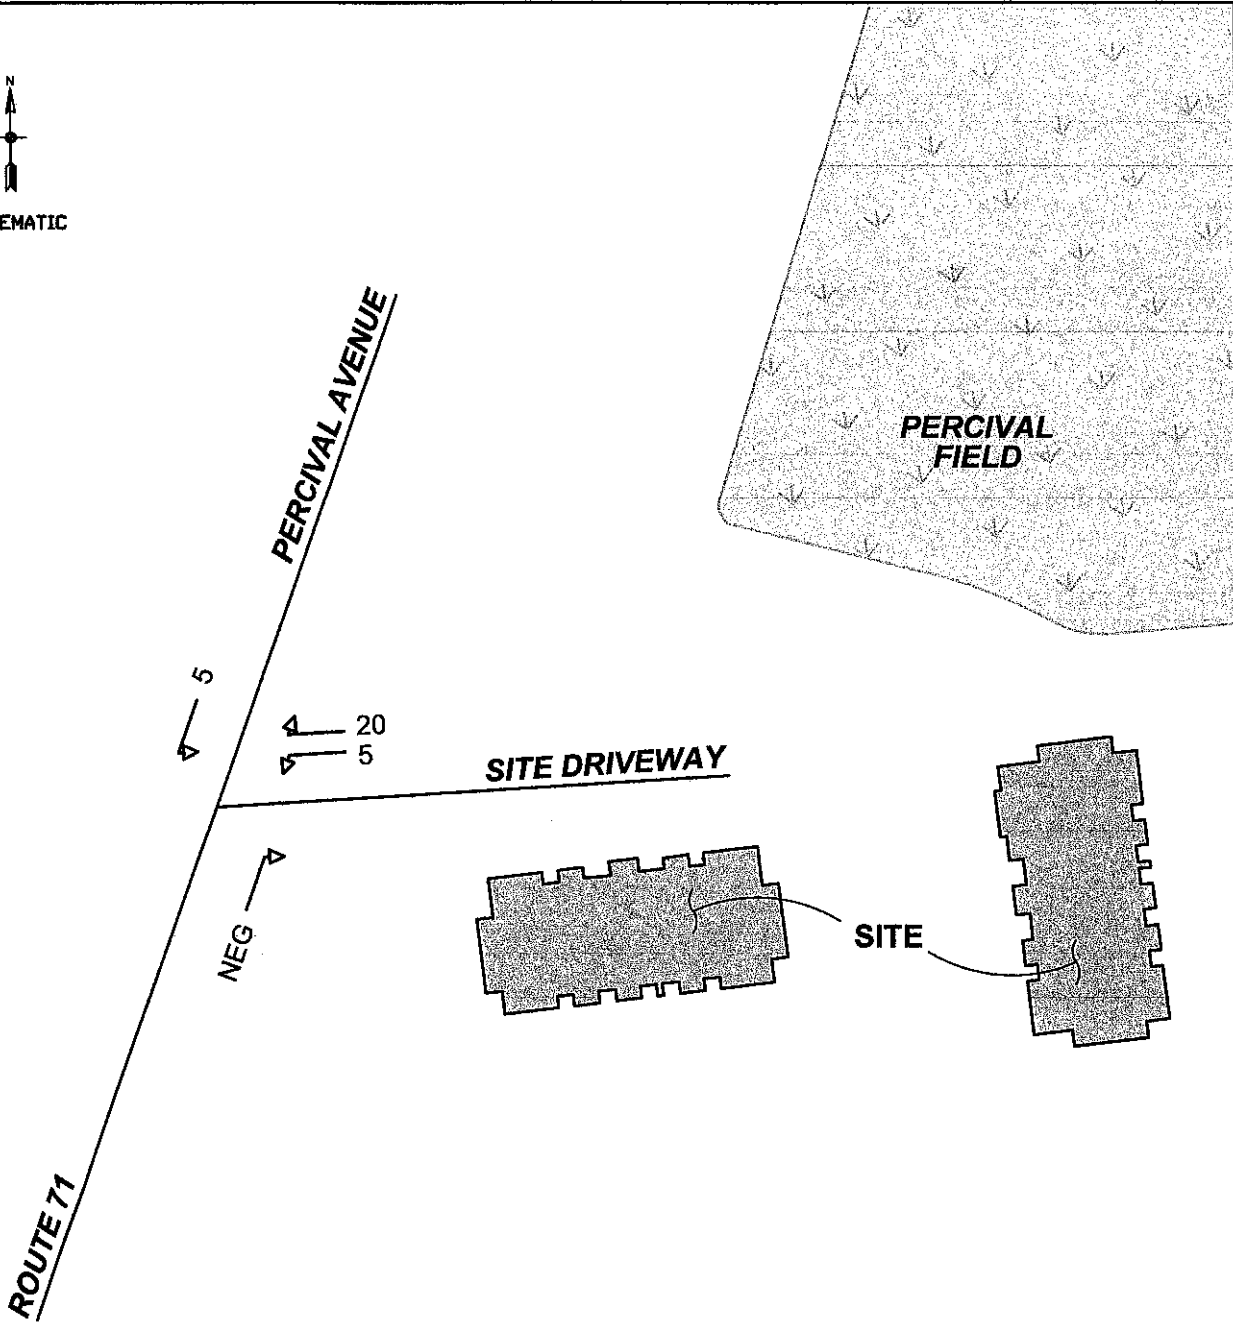 N
EMATIC
PERCIVAL AVENUE
PERCIVAL
FIELD
5
20
5
SITE DRIVEWAY
NEG
SITE
ROUTE 71